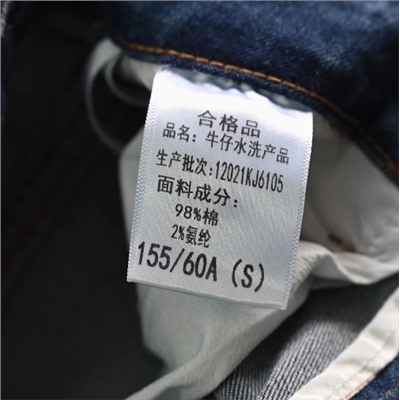 合格品
品名：牛仔水洗产品
生产批次：12021KJ6105
面料成分：
98%棉
2%氨纶
155/60A (S)